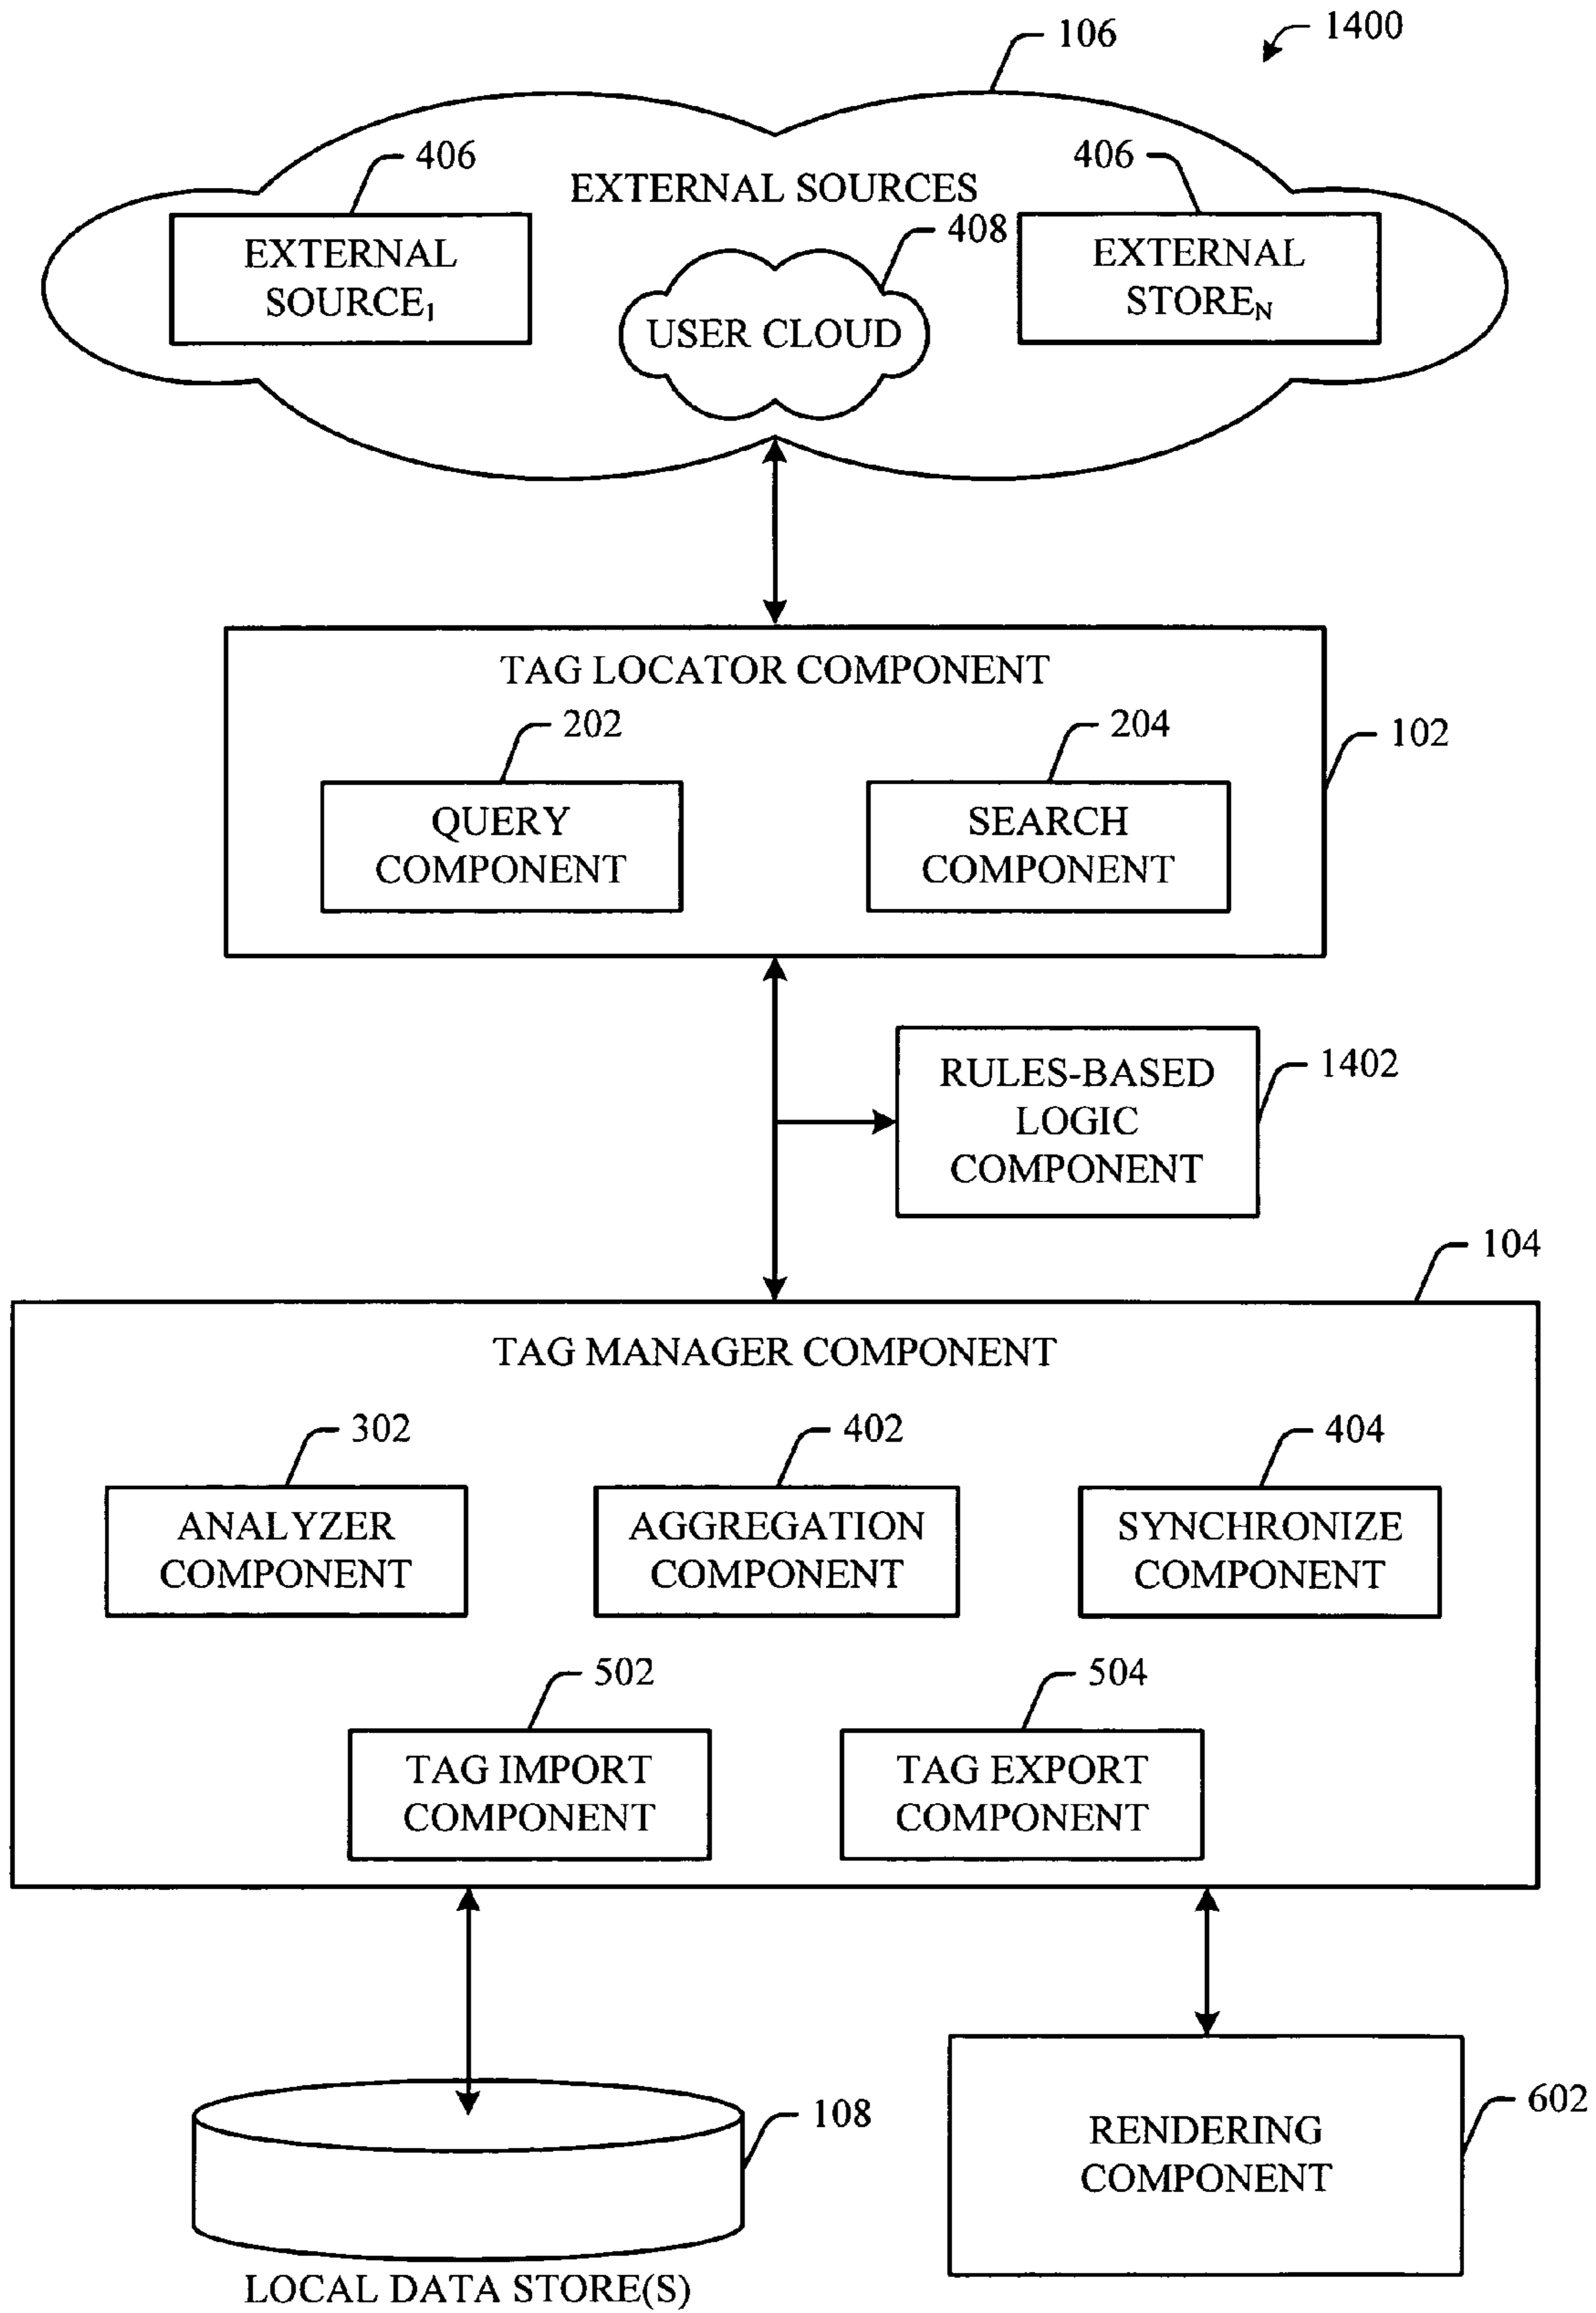 1400
106
406
EXTERNAL SOURCES
406
408
EXTERNAL
SOURCE1
USER CLOUD
EXTERNAL
STOREN
TAG LOCATOR COMPONENT
202
204
102
QUERY
COMPONENT
SEARCH
COMPONENT
RULES-BASED
LOGIC
COMPONENT
1402
104
TAG MANAGER COMPONENT
302
402
404
ANALYZER
COMPONENT
AGGREGATION
COMPONENT
SYNCHRONIZE
COMPONENT
502
504
TAG IMPORT
COMPONENT
TAG EXPORT
COMPONENT
108
602
RENDERING
COMPONENT
LOCAL DATA STORE(S)